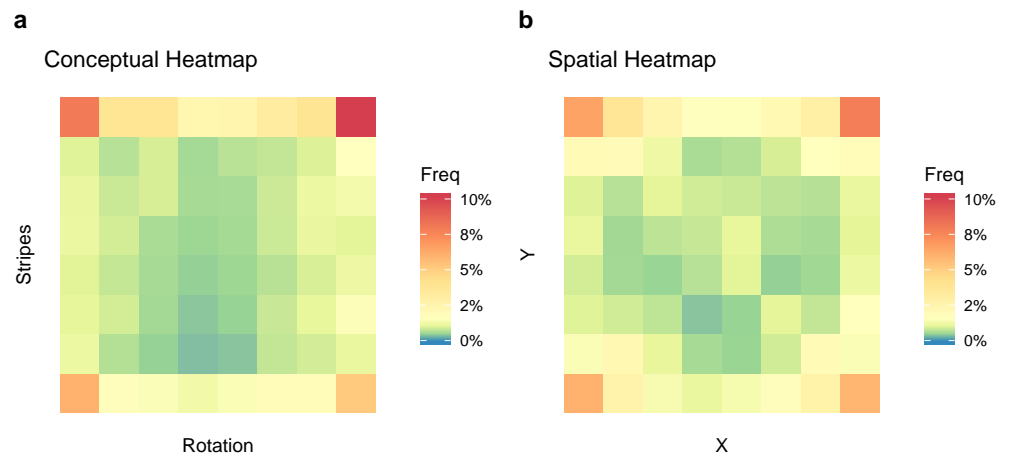 a
Conceptual Heatmap
Stripes
Rotation
Freq
10%
8%
5%
2%
0%
b
Spatial Heatmap
Y
X
Freq
10%
8%
5%
2%
0%